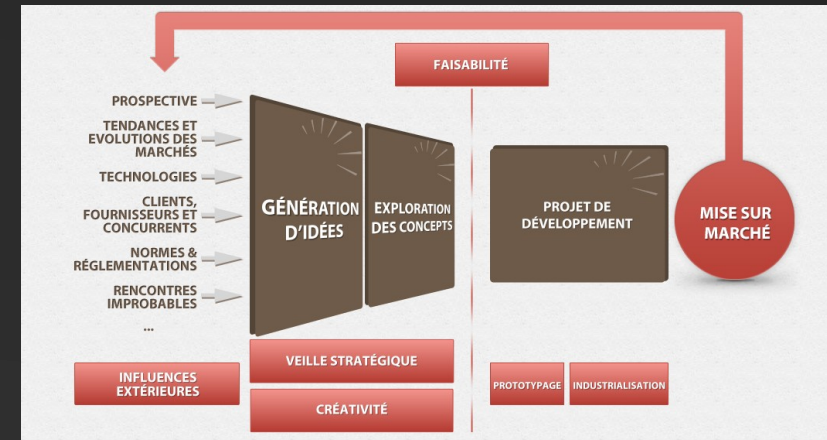 FAISABILITÉ
PROSPECTIVE
TENDANCES ET
EVOLUTIONS DES
MARCHÉS
TECHNOLOGIES
CLIENTS,
FOURNISSEURS ET
CONCURRENTS
NORMES &
RÉGLEMENTATIONS
RENCONTRES
IMPROBABLES
...
INFLUENCES
EXTÉRIEURES
GÉNÉRATION
D'IDÉES
EXPLORATION
DES CONCEPTS
VEILLE STRATÉGIQUE
CRÉATIVITÉ
PROJET DE
DÉVELOPPEMENT
PROTOTYPAGE
INDUSTRIALISATION
MISE SUR
MARCHÉ